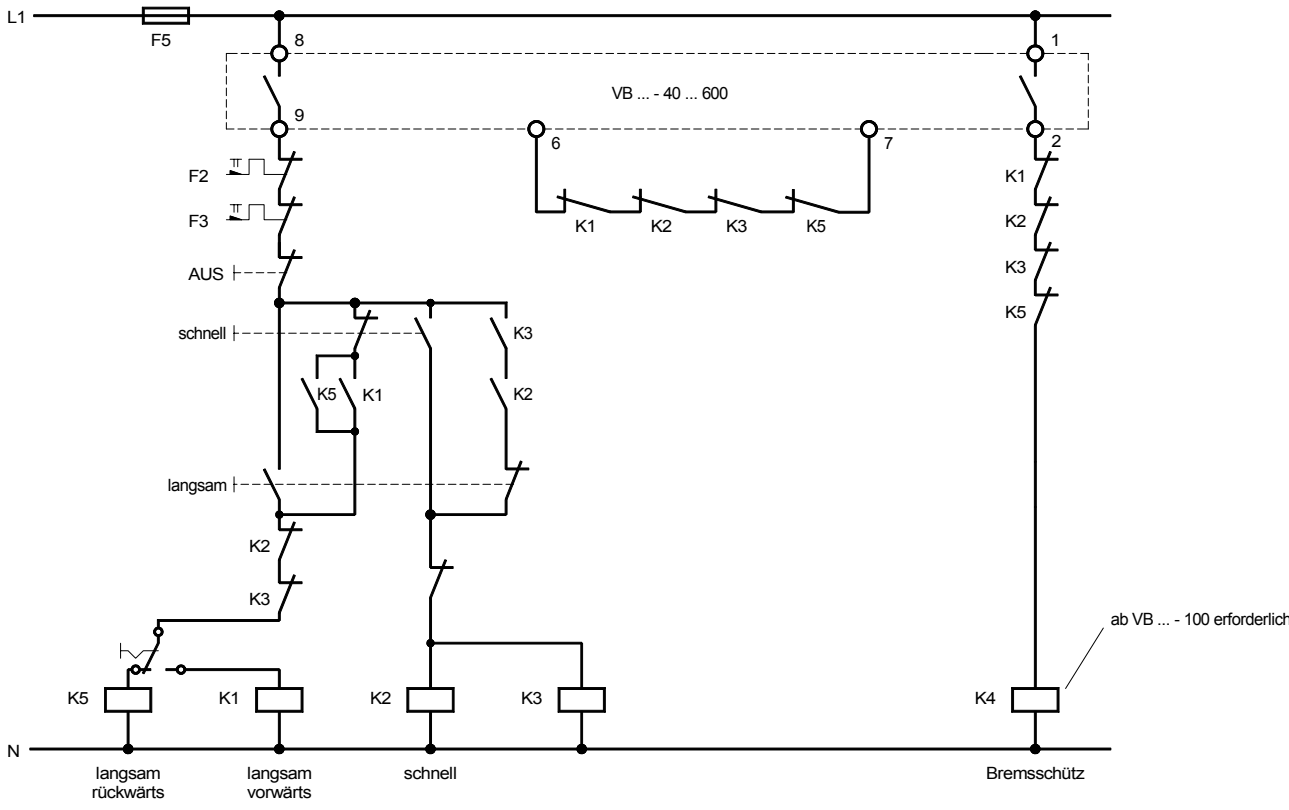 L1
F5
8
1
VB ... - 40 ... 600
9
6
7
2
F2
K1
F3
K2
K1
K2
K3
K5
AUS
K3
K5
schnell
K3
K5
K1
K2
langsam
K2
K3
ab VB ... - 100 erforderlich
K5
K1
K2
K3
K4
N
langsam
rückwärts
langsam
vorwärts
schnell
Bremsschütz